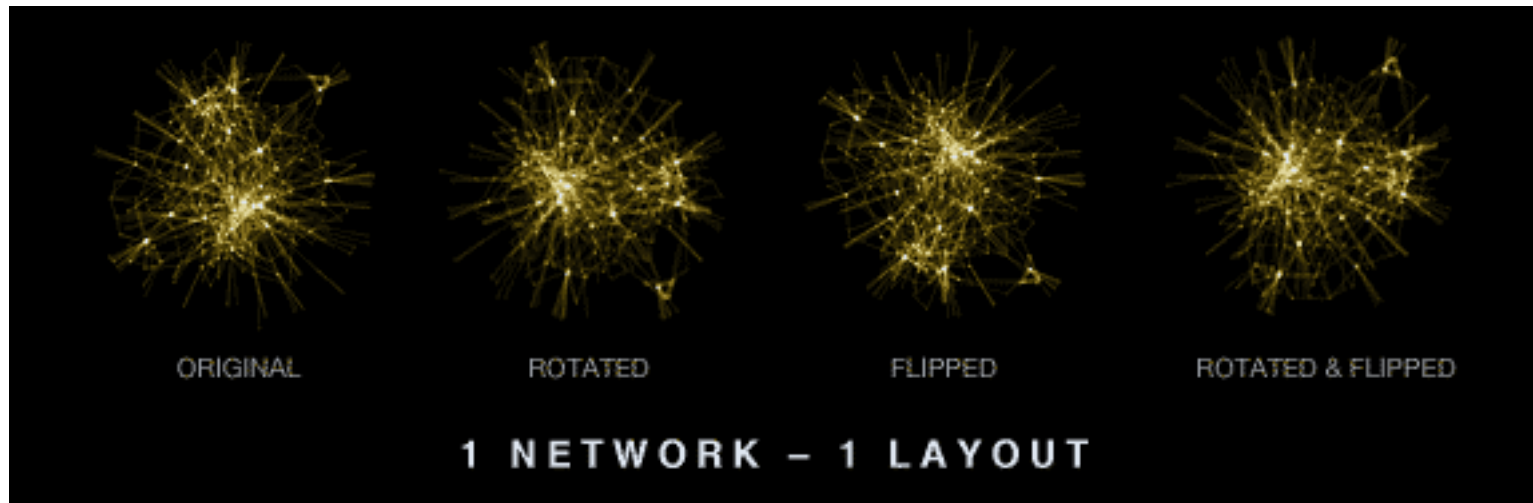 ORIGINAL ROTATED FLIPPED ROTATED & FLIPPED
1 NETWORK – 1 LAYOUT